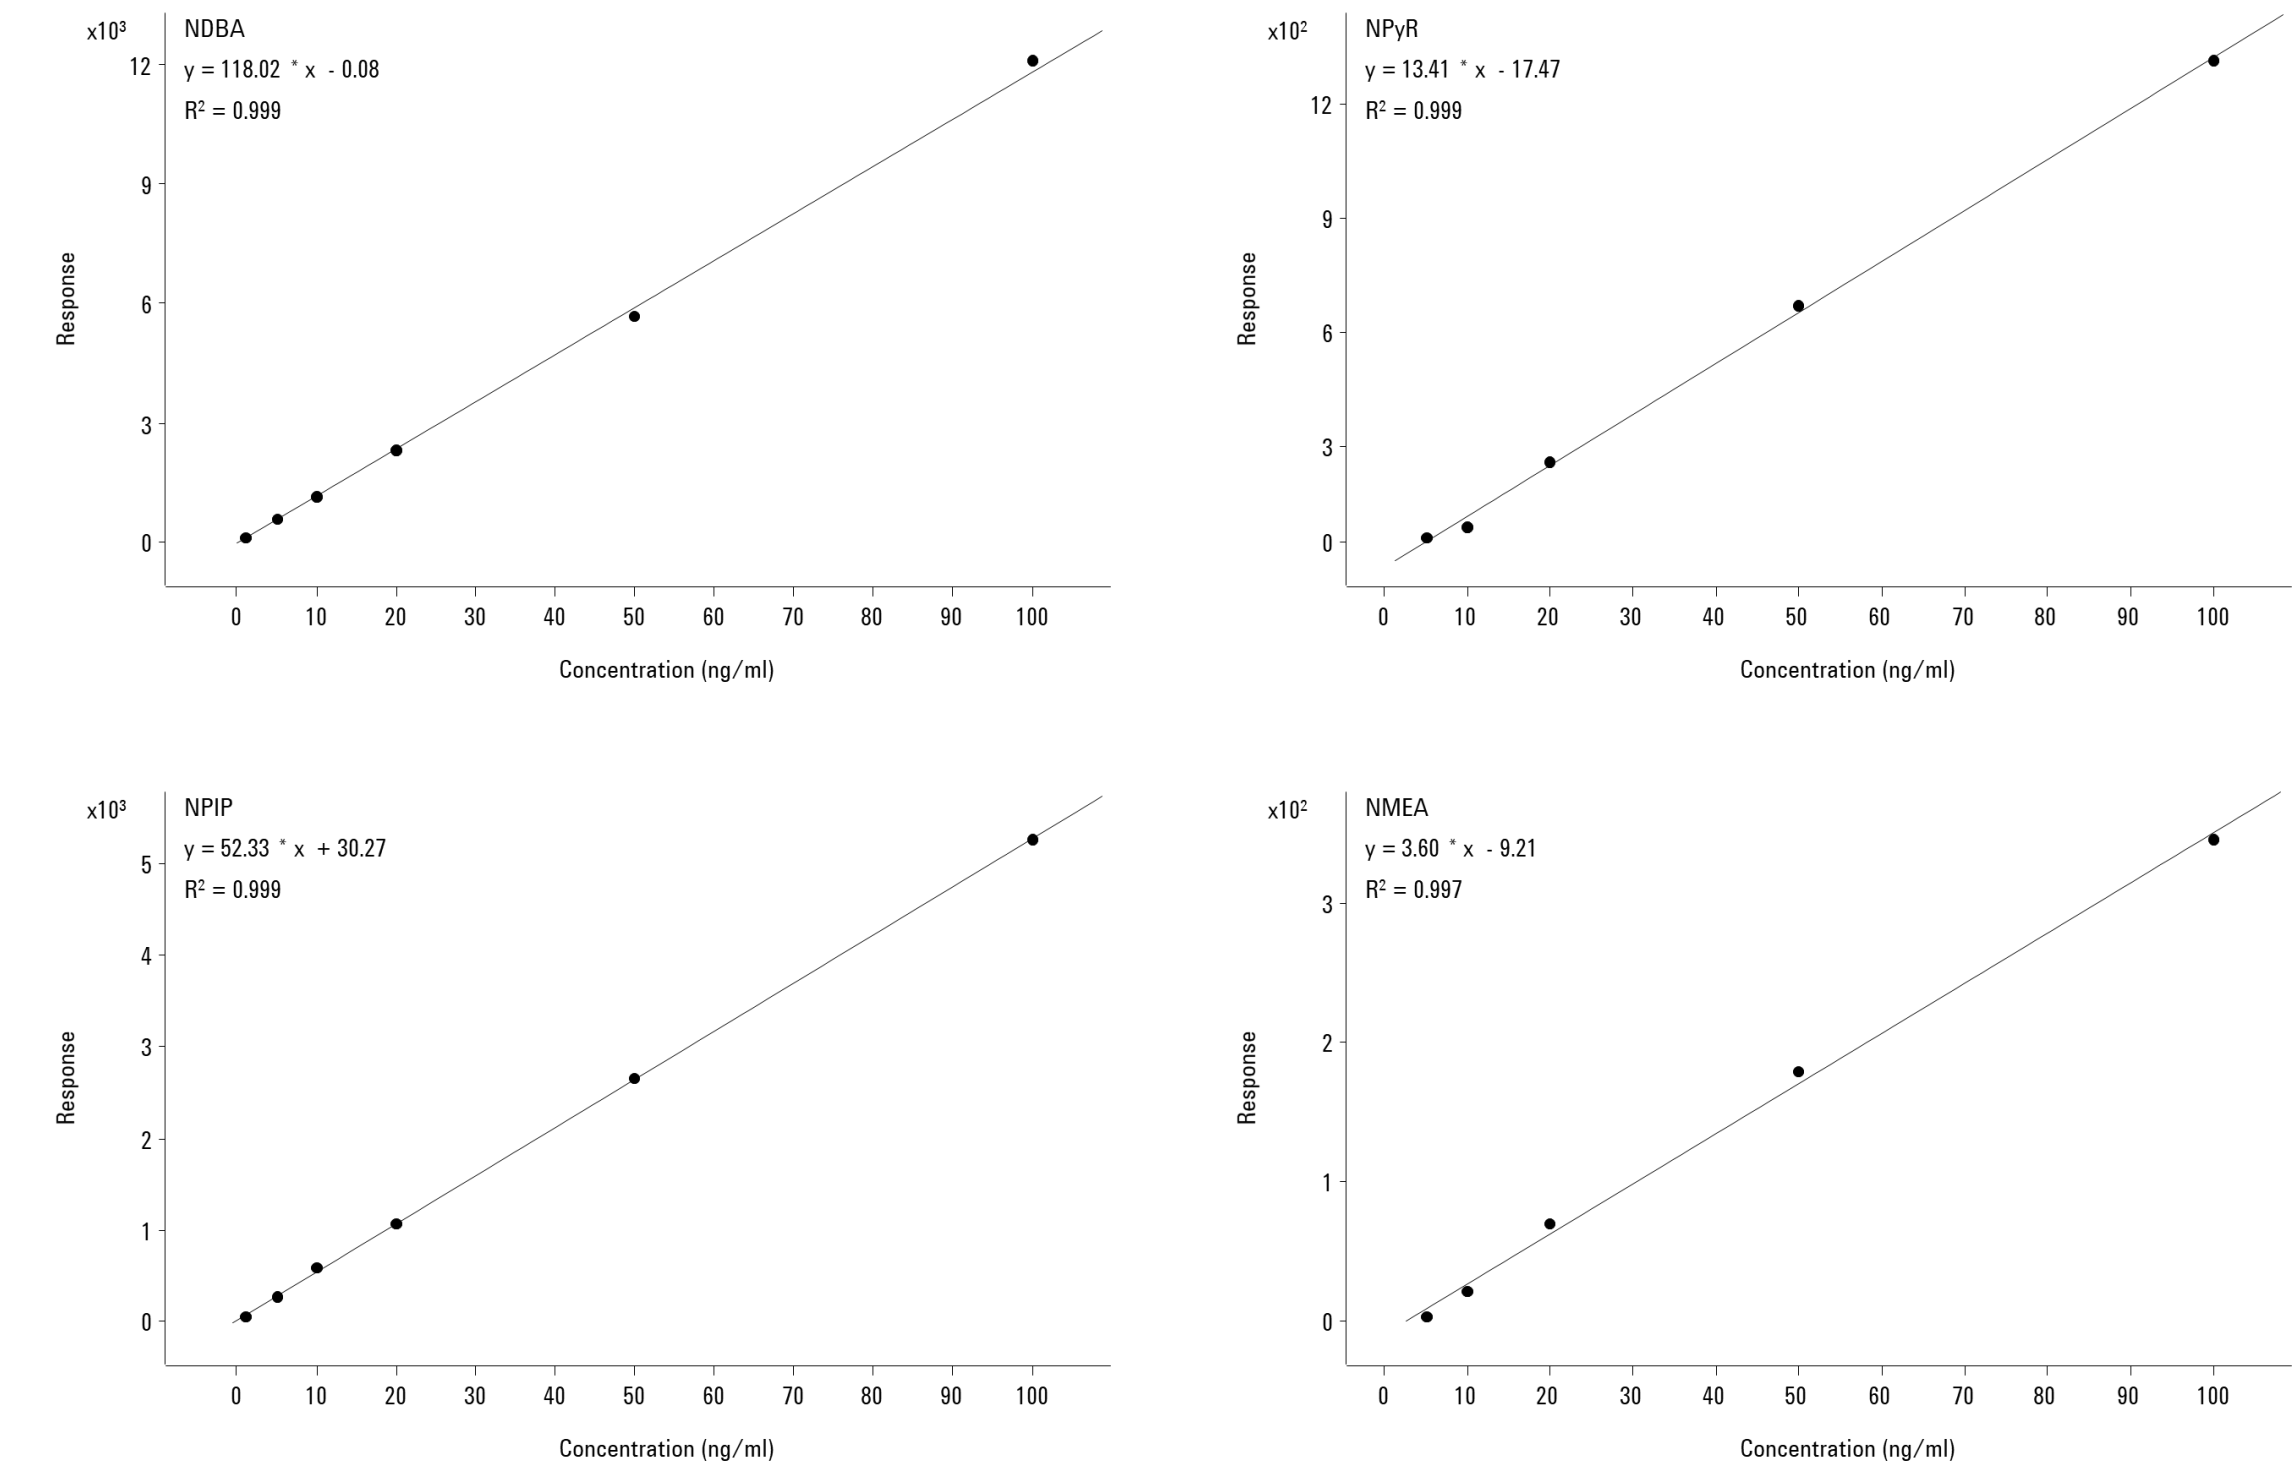 x10³
NDBA
y = 118.02 * x - 0.08
R² = 0.999
12
9
6
3
0
Response
0 10 20 30 40 50 60 70 80 90 100
Concentration (ng/ml)
x10²
NPyR
y = 13.41 * x - 17.47
R² = 0.999
12
9
6
3
0
Response
0 10 20 30 40 50 60 70 80 90 100
Concentration (ng/ml)
x10³
NPIP
y = 52.33 * x + 30.27
R² = 0.999
5
4
3
2
1
0
Response
0 10 20 30 40 50 60 70 80 90 100
Concentration (ng/ml)
x10²
NMEA
y = 3.60 * x - 9.21
R² = 0.997
3
2
1
0
Response
0 10 20 30 40 50 60 70 80 90 100
Concentration (ng/ml)